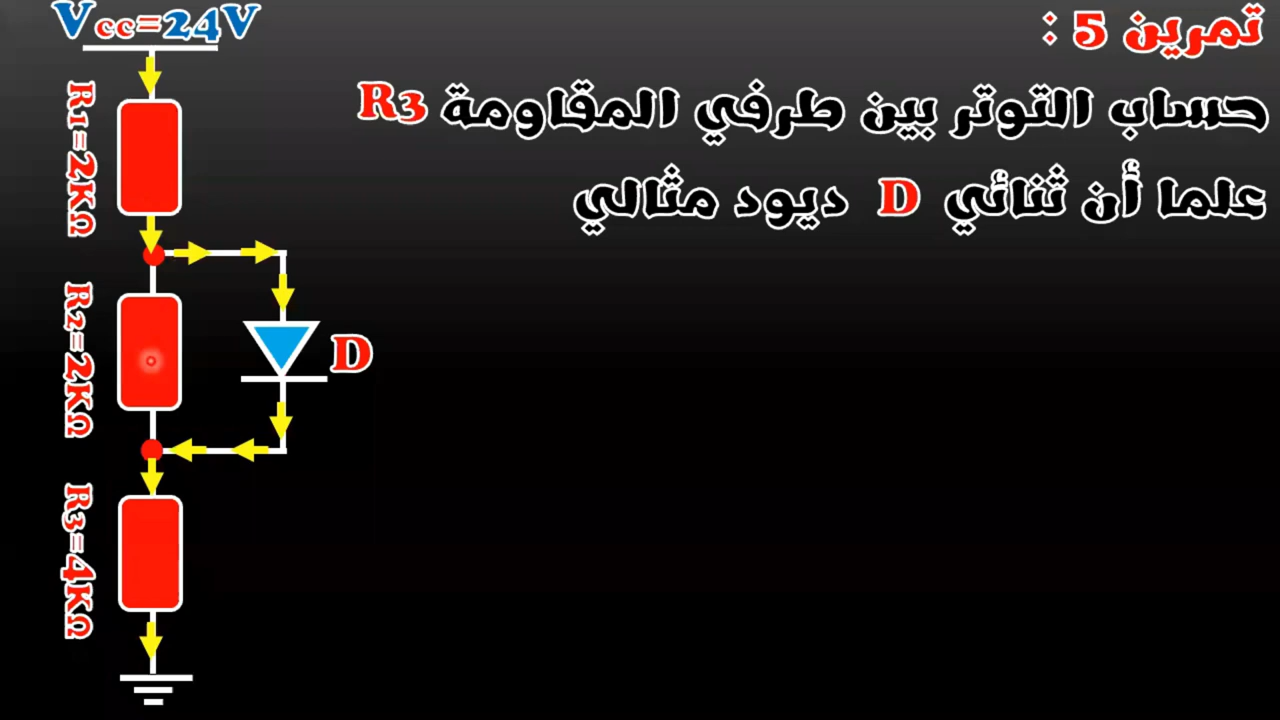 Vcc=24V
تمرين 5 :
حساب التوتر بين طرفي المقاومة R3
علما أن ثنائي D ديود مثالي
R1=2KΩ
R2=2KΩ
D
R3=4KΩ